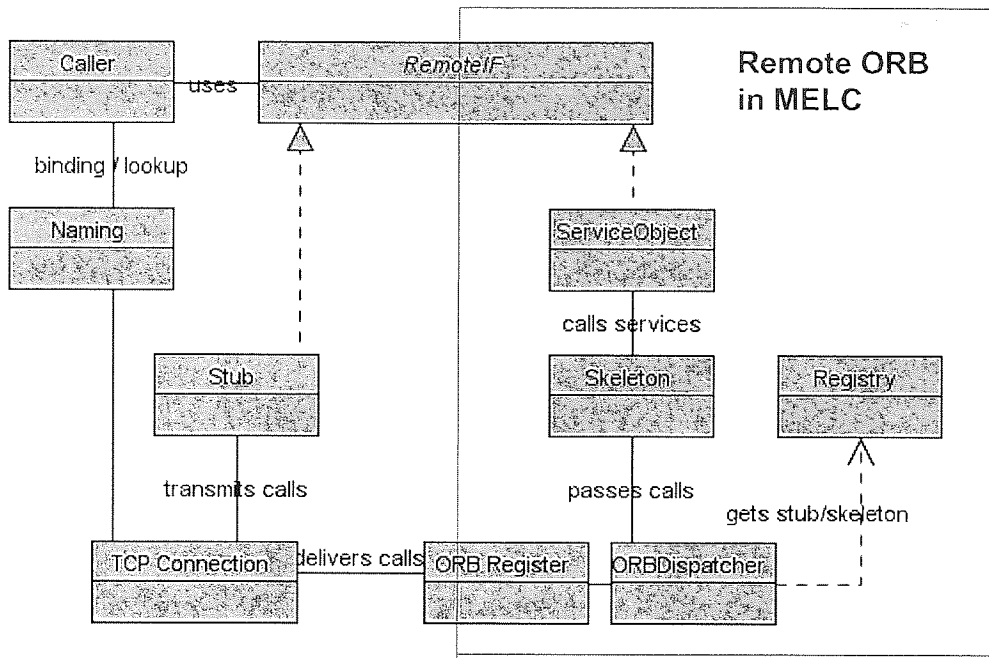 Remote ORB
in MELC
Caller
RemoteIF
uses
binding / lookup
Naming
ServiceObject
calls services
Stub
Skeleton
Registry
transmits calls
passes calls
gets stub/skeleton
TCP Connection
delivers calls
ORB Register
ORBDispatcher